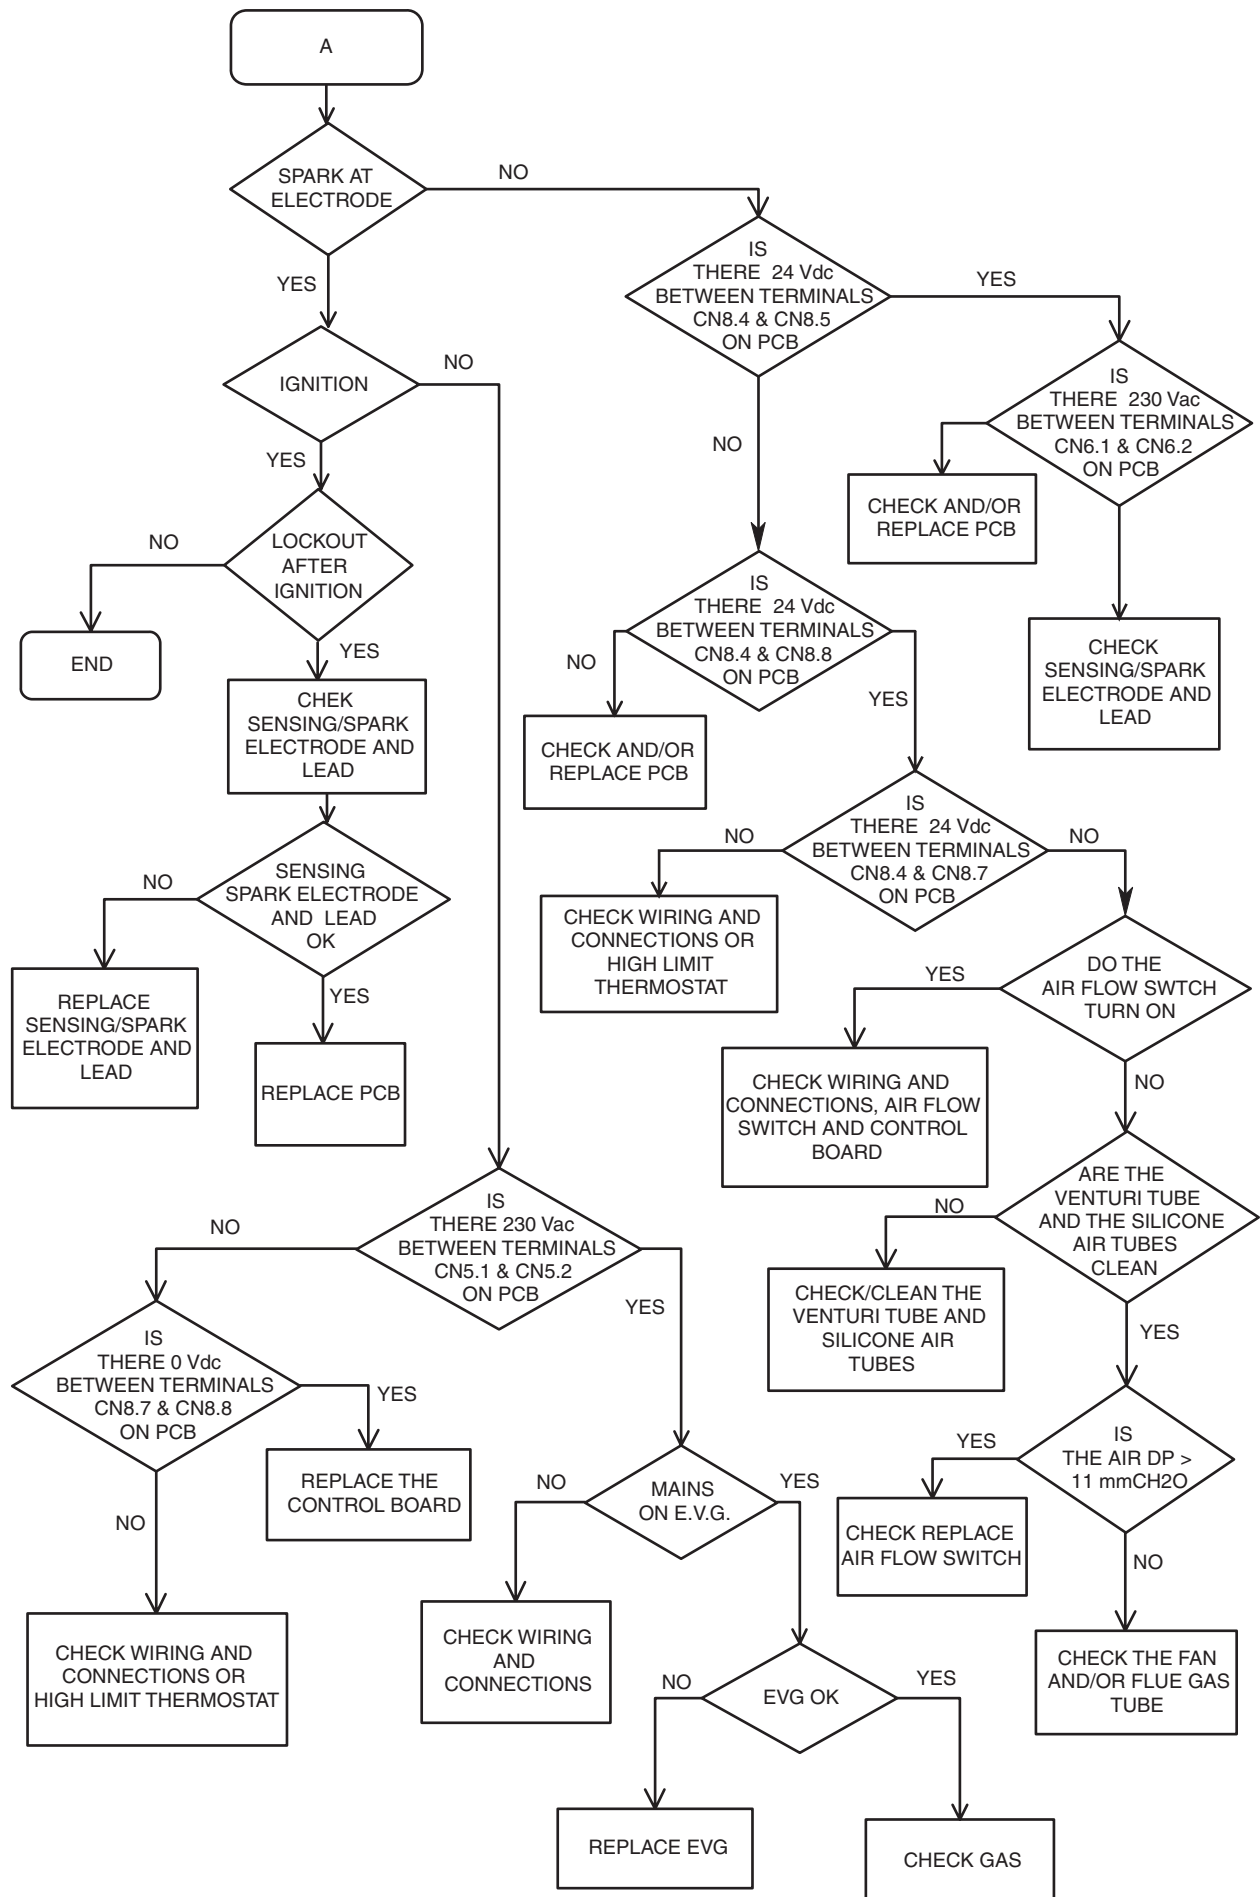 A
SPARK AT
ELECTRODE
NO
YES
IS
THERE 24 Vdc
BETWEEN TERMINALS
CN8.4 & CN8.5
ON PCB
YES
NO
IGNITION
NO
YES
IS
THERE 230 Vac
BETWEEN TERMINALS
CN6.1 & CN6.2
ON PCB
CHECK AND/OR
REPLACE PCB
CHECK
SENSING/SPARK
ELECTRODE AND
LEAD
LOCKOUT
AFTER
IGNITION
NO
YES
END
CHEK
SENSING/SPARK
ELECTRODE AND
LEAD
SENSING
SPARK ELECTRODE
AND LEAD
OK
NO
YES
REPLACE
SENSING/SPARK
ELECTRODE AND
LEAD
REPLACE PCB
IS
THERE 24 Vdc
BETWEEN TERMINALS
CN8.4 & CN8.8
ON PCB
NO
YES
CHECK AND/OR
REPLACE PCB
IS
THERE 24 Vdc
BETWEEN TERMINALS
CN8.4 & CN8.7
ON PCB
NO
NO
CHECK WIRING AND
CONNECTIONS OR
HIGH LIMIT
THERMOSTAT
DO THE
AIR FLOW SWTCH
TURN ON
YES
NO
CHECK WIRING AND
CONNECTIONS, AIR FLOW
SWITCH AND CONTROL
BOARD
ARE THE
VENTURI TUBE
AND THE SILICONE
AIR TUBES
CLEAN
NO
YES
CHECK/CLEAN THE
VENTURI TUBE AND
SILICONE AIR
TUBES
IS
THE AIR DP >
11 mmCH2O
YES
NO
CHECK REPLACE
AIR FLOW SWITCH
CHECK THE FAN
AND/OR FLUE GAS
TUBE
IS
THERE 230 Vac
BETWEEN TERMINALS
CN5.1 & CN5.2
ON PCB
NO
YES
IS
THERE 0 Vdc
BETWEEN TERMINALS
CN8.7 & CN8.8
ON PCB
YES
NO
REPLACE THE
CONTROL BOARD
CHECK WIRING AND
CONNECTIONS OR
HIGH LIMIT THERMOSTAT
MAINS
ON E.V.G.
NO
YES
CHECK WIRING
AND
CONNECTIONS
EVG OK
NO
YES
REPLACE EVG
CHECK GAS